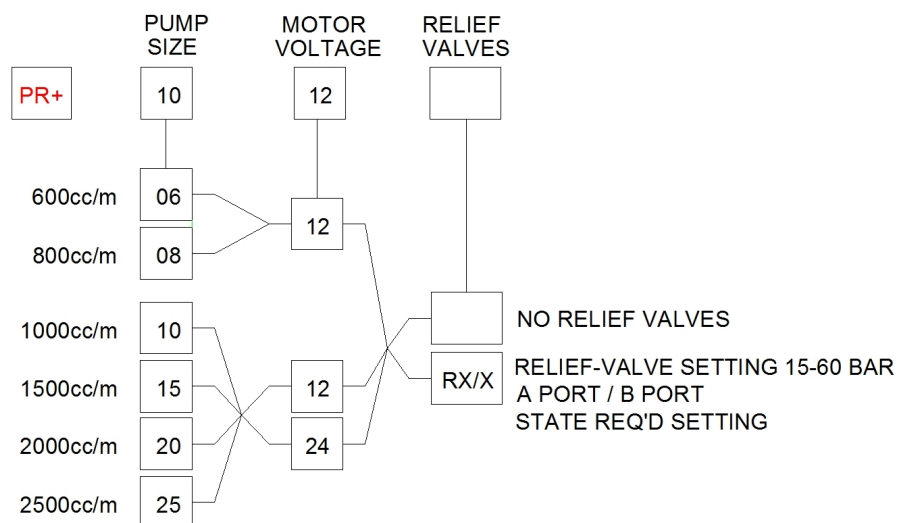 PUMP SIZE
MOTOR VOLTAGE
RELIEF VALVES
PR+
10
12
600cc/m
06
12
800cc/m
08
1000cc/m
10
NO RELIEF VALVES
1500cc/m
15
12
RX/X
RELIEF-VALVE SETTING 15-60 BAR
A PORT / B PORT
STATE REQ'D SETTING
2000cc/m
20
24
2500cc/m
25